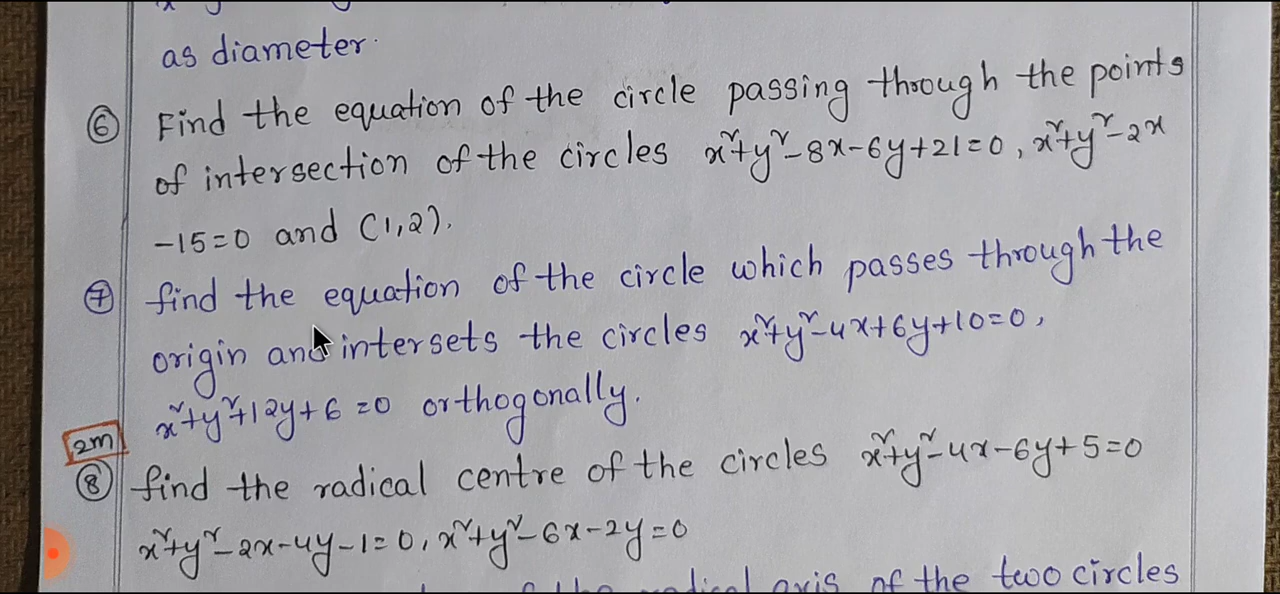 as diameter.
⑥ Find the equation of the circle passing through the points
of intersection of the circles x²+y²-8x-6y+21=0, x²+y²-2x
-15=0 and (1,2).
⑦ find the equation of the circle which passes through the
origin and intersets the circles x²+y²-4x+6y+10=0,
x²+y²+12y+6=0 orthogonally.
2m
⑧ find the radical centre of the circles x²+y²-4x-6y+5=0
x²+y²-2x-4y-1=0, x²+y²-6x-2y=0
of the radical axis of the two circles